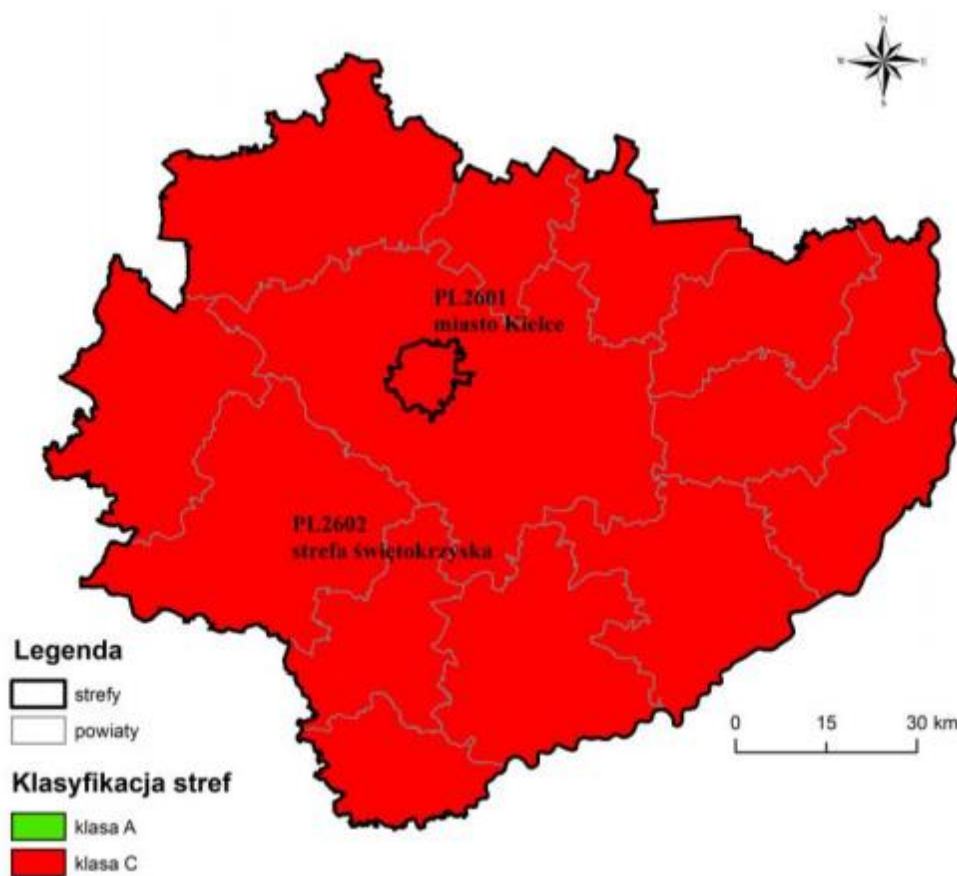 N
W E
S
PL2601
miasto Kielce
PL2602
strefa świętokrzyska
Legenda
strefy
powiaty
0 15 30 km
Klasyfikacja stref
klasa A
klasa C